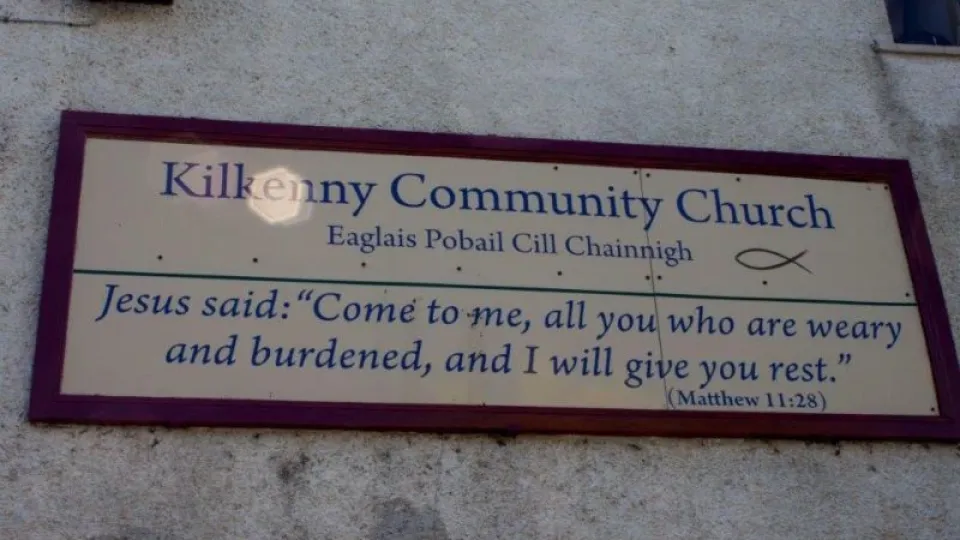 Kilkenny Community Church
Eaglais Pobail Cill Chainnigh
Jesus said: “Come to me, all you who are weary
and burdened, and I will give you rest.”
(Matthew 11:28)